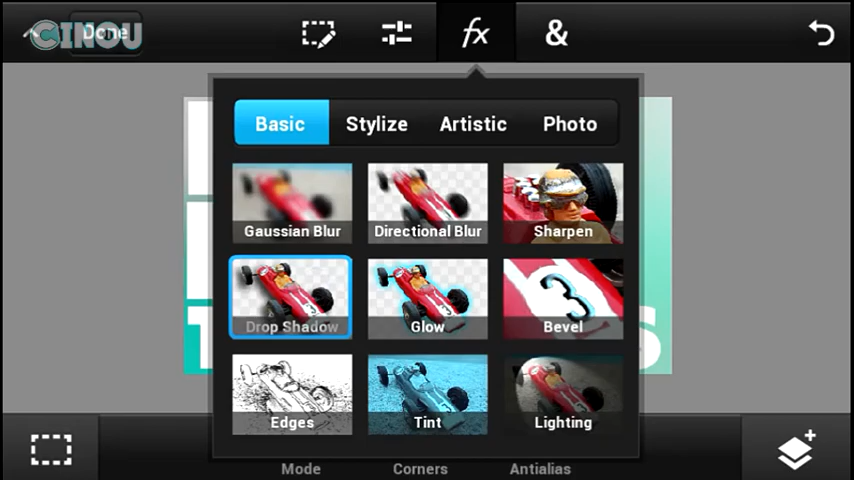 CINOU
Done
fx
&
Basic Stylize Artistic Photo
Gaussian Blur Directional Blur Sharpen
3
Drop Shadow Glow Bevel
Edges Tint Lighting
Mode Corners Antialias